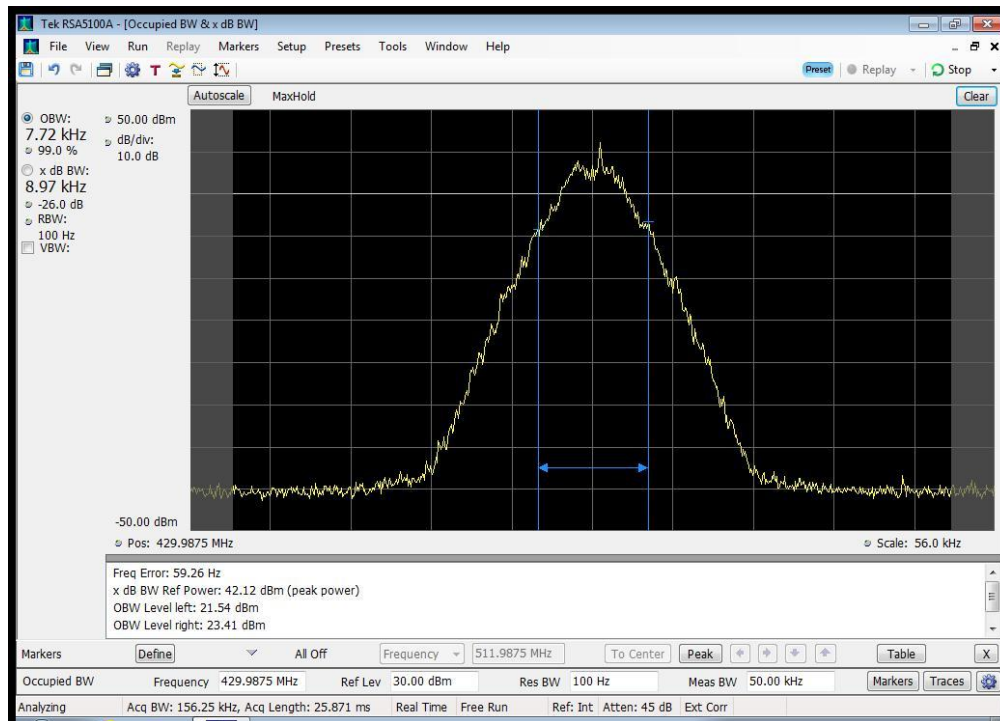 Tek RSA5100A - [Occupied BW & x dB BW]
File View Run Replay Markers Setup Presets Tools Window Help
T Preset Replay Stop
Autoscale MaxHold Clear
OBW:
7.72 kHz
99.0 %
x dB BW:
8.97 kHz
-26.0 dB
RBW:
100 Hz
VBW:
50.00 dBm
dB/div:
10.0 dB
-50.00 dBm
Pos: 429.9875 MHz Scale: 56.0 kHz
Freq Error: 59.26 Hz
x dB BW Ref Power: 42.12 dBm (peak power)
OBW Level left: 21.54 dBm
OBW Level right: 23.41 dBm
Markers Define All Off Frequency 511.9875 MHz To Center Peak Table X
Occupied BW Frequency 429.9875 MHz Ref Lev 30.00 dBm Res BW 100 Hz Meas BW 50.00 kHz Markers Traces
Analyzing Acq BW: 156.25 kHz, Acq Length: 25.871 ms Real Time Free Run Ref: Int Atten: 45 dB Ext Corr